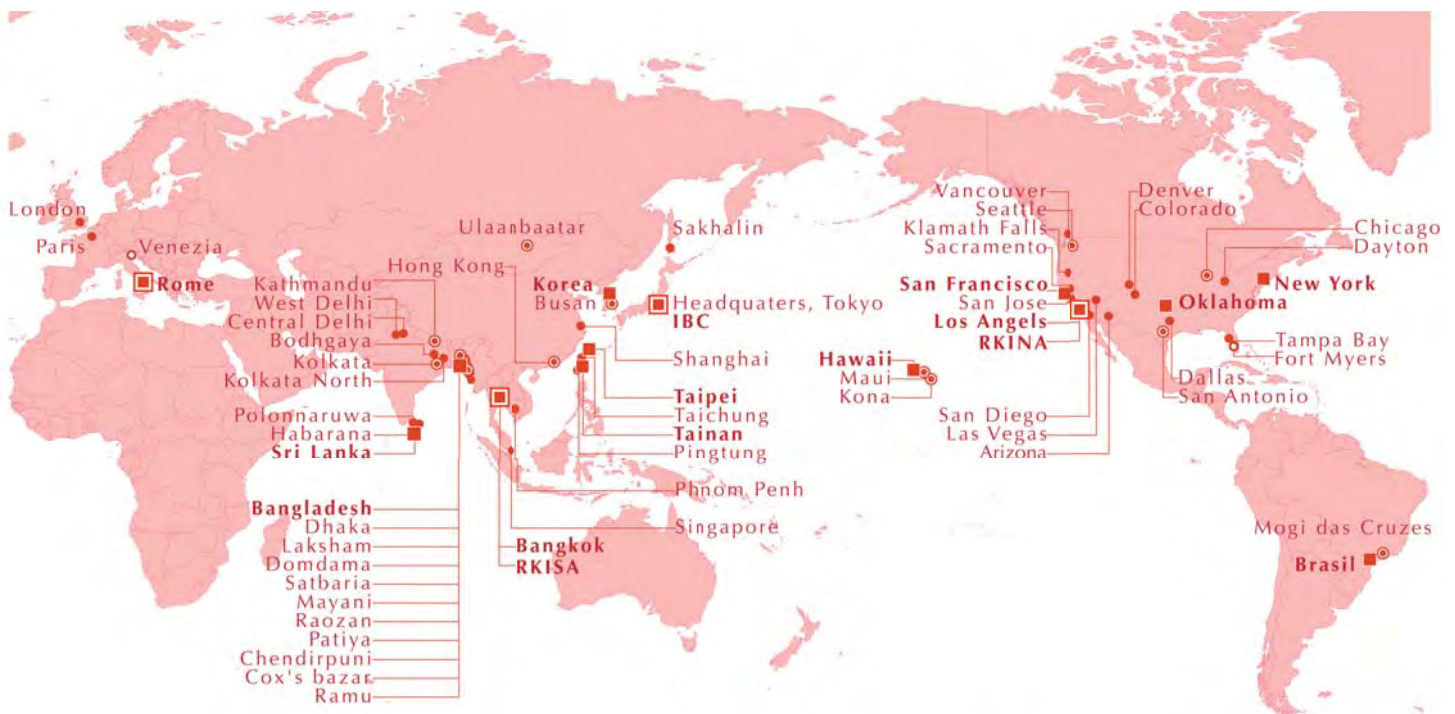 London
Paris
Venezia
Rome
Ulaanbaatar
Hong Kong
Kathmandu
West Delhi
Central Delhi
Bodhgaya
Kolkata
Kolkata North
Polonnaruwa
Habarana
Sri Lanka
Bangladesh
Dhaka
Laksham
Domdama
Satbaria
Mayani
Raozan
Patiya
Chendirpuni
Cox's bazar
Ramu
Sakhalin
Korea
Busan
Headquaters, Tokyo
IBC
Shanghai
Taipei
Taichung
Tainan
Pingtung
Phnom Penh
Singapore
Bangkok
RKISA
Vancouver
Seattle
Klamath Falls
Sacramento
San Francisco
San Jose
Los Angels
RKINA
Hawaii
Maui
Kona
San Diego
Las Vegas
Arizona
Denver
Colorado
Chicago
Dayton
New York
Oklahoma
Tampa Bay
Fort Myers
Dallas
San Antonio
Mogi das Cruzes
Brasil